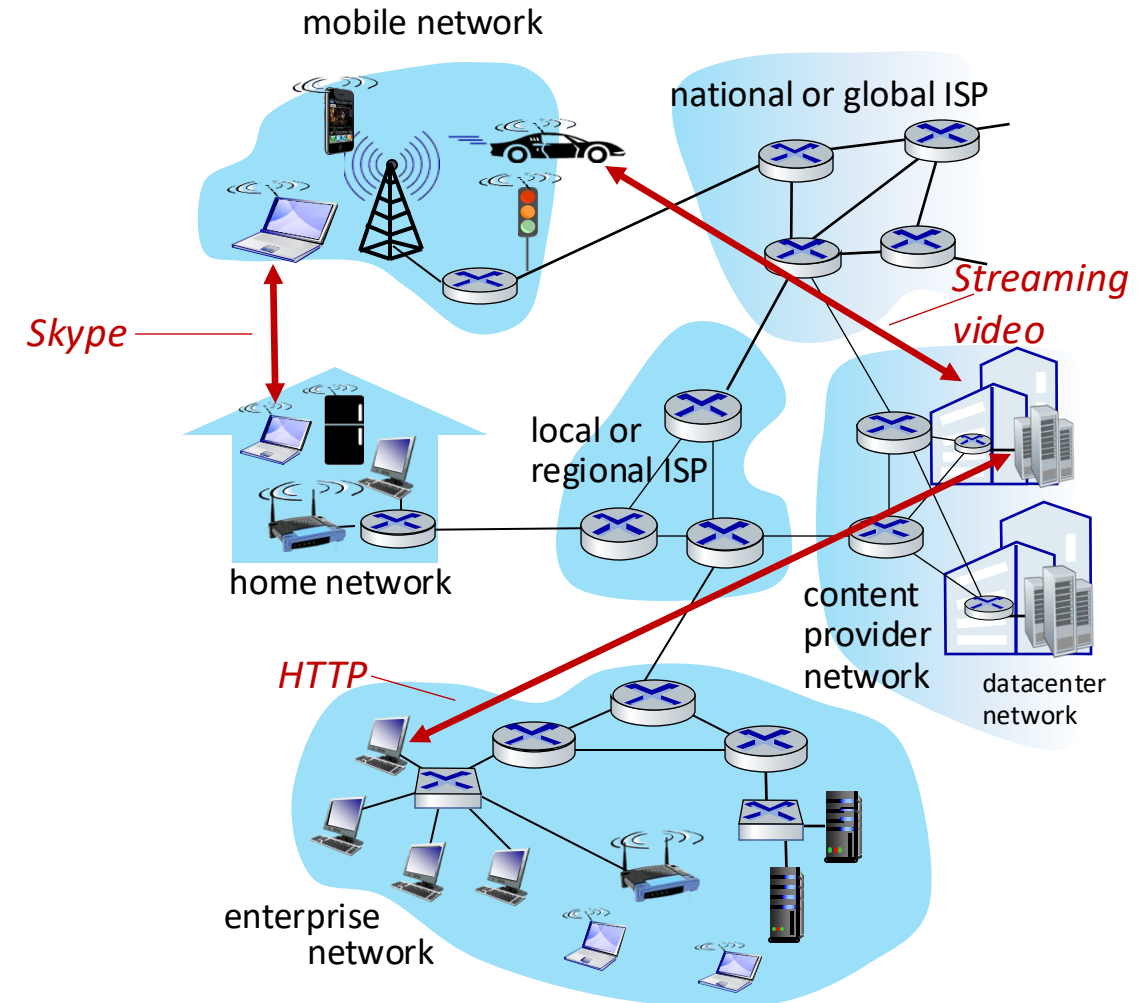 mobile network
national or global ISP
Streaming
video
Skype
local or
regional ISP
home network
content
provider
network
datacenter
network
HTTP
enterprise
network